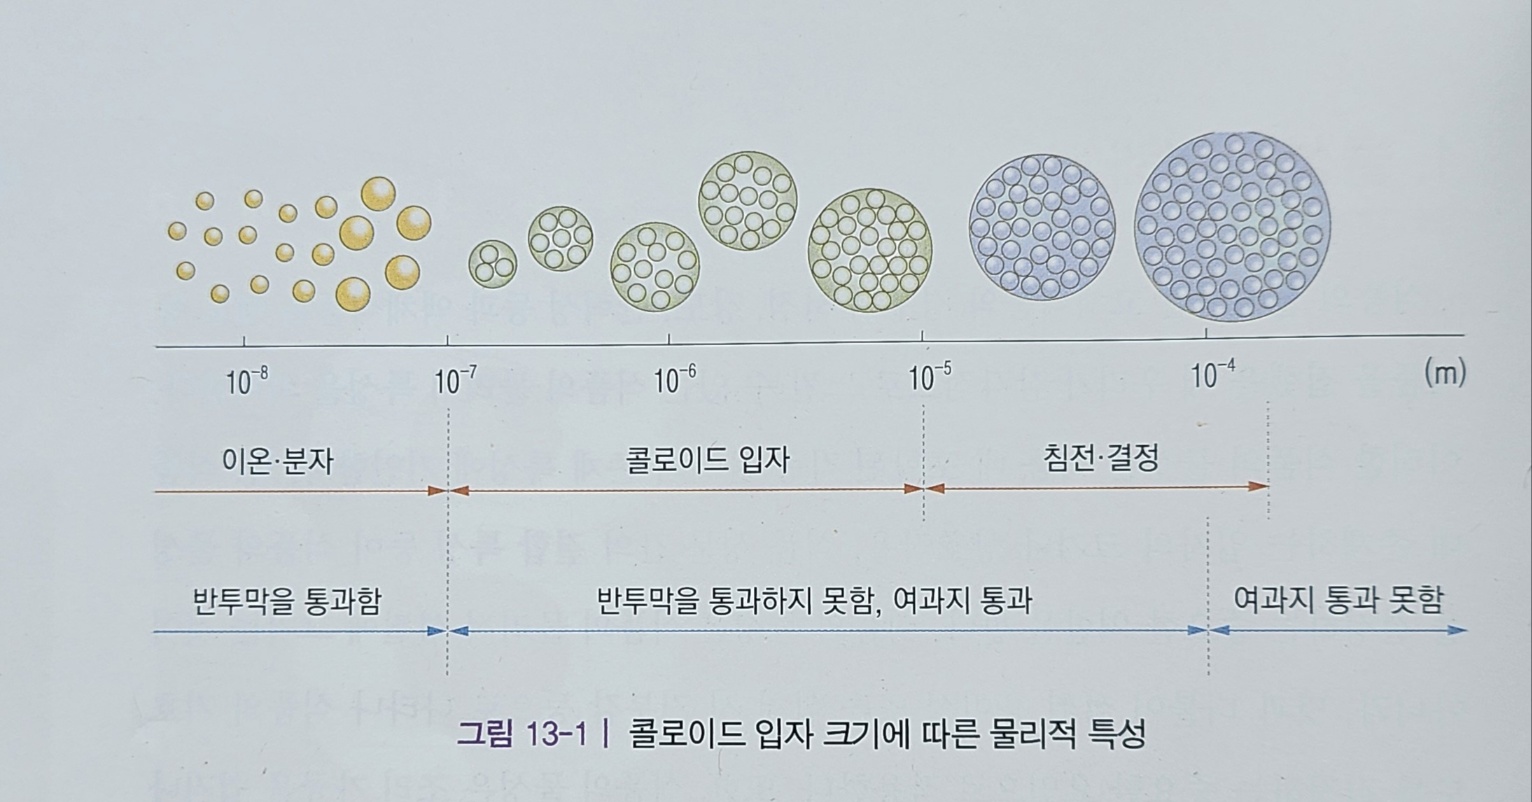 10⁻⁸ 10⁻⁷ 10⁻⁶ 10⁻⁵ 10⁻⁴ (m)
이온·분자 콜로이드 입자 침전·결정
반투막을 통과함 반투막을 통과하지 못함, 여과지 통과 여과지 통과 못함
그림 13-1 | 콜로이드 입자 크기에 따른 물리적 특성